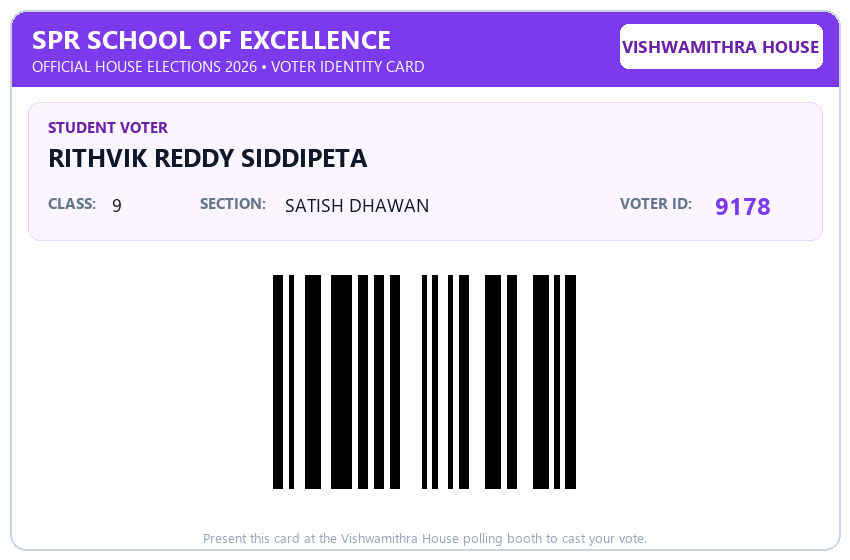 SPR SCHOOL OF EXCELLENCE
OFFICIAL HOUSE ELECTIONS 2026 • VOTER IDENTITY CARD
VISHWAMITHRA HOUSE
STUDENT VOTER
RITHVIK REDDY SIDDIPETA
CLASS: 9 SECTION: SATISH DHAWAN VOTER ID: 9178
Present this card at the Vishwamithra House polling booth to cast your vote.